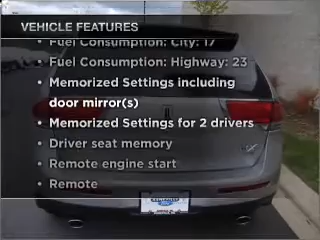 VEHICLE FEATURES
• Fuel Consumption: City: 17
• Fuel Consumption: Highway: 23
• Memorized Settings including
door mirror(s)
• Memorized Settings for 2 drivers
• Driver seat memory
• Remote engine start
• Remote